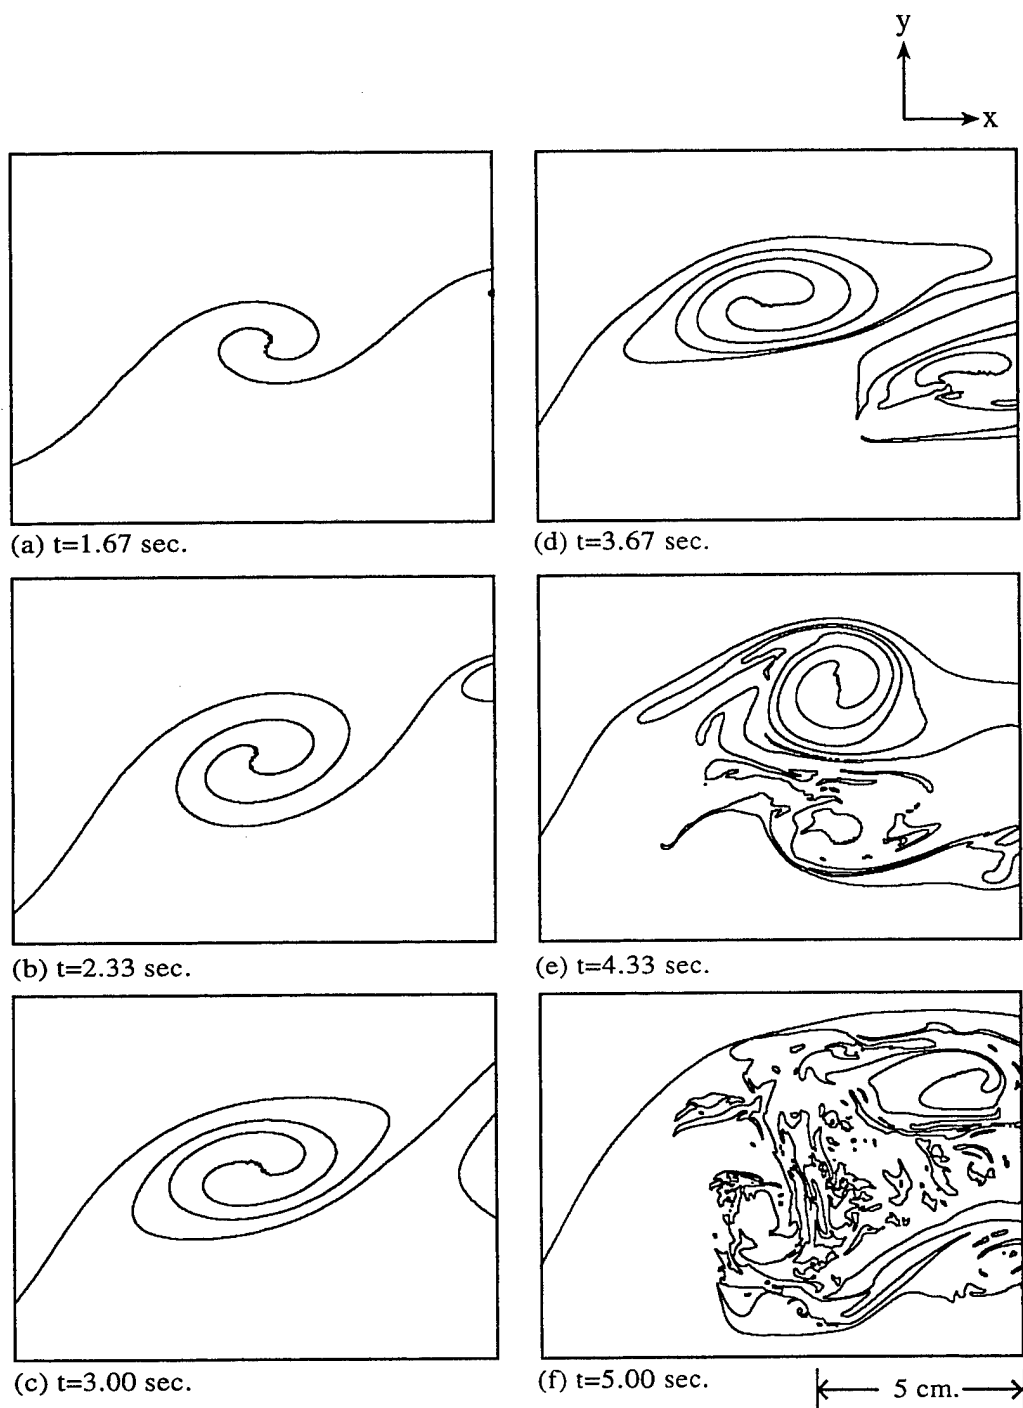 y
x
(a) t=1.67 sec.
(d) t=3.67 sec.
(b) t=2.33 sec.
(e) t=4.33 sec.
(c) t=3.00 sec.
(f) t=5.00 sec.
5 cm.